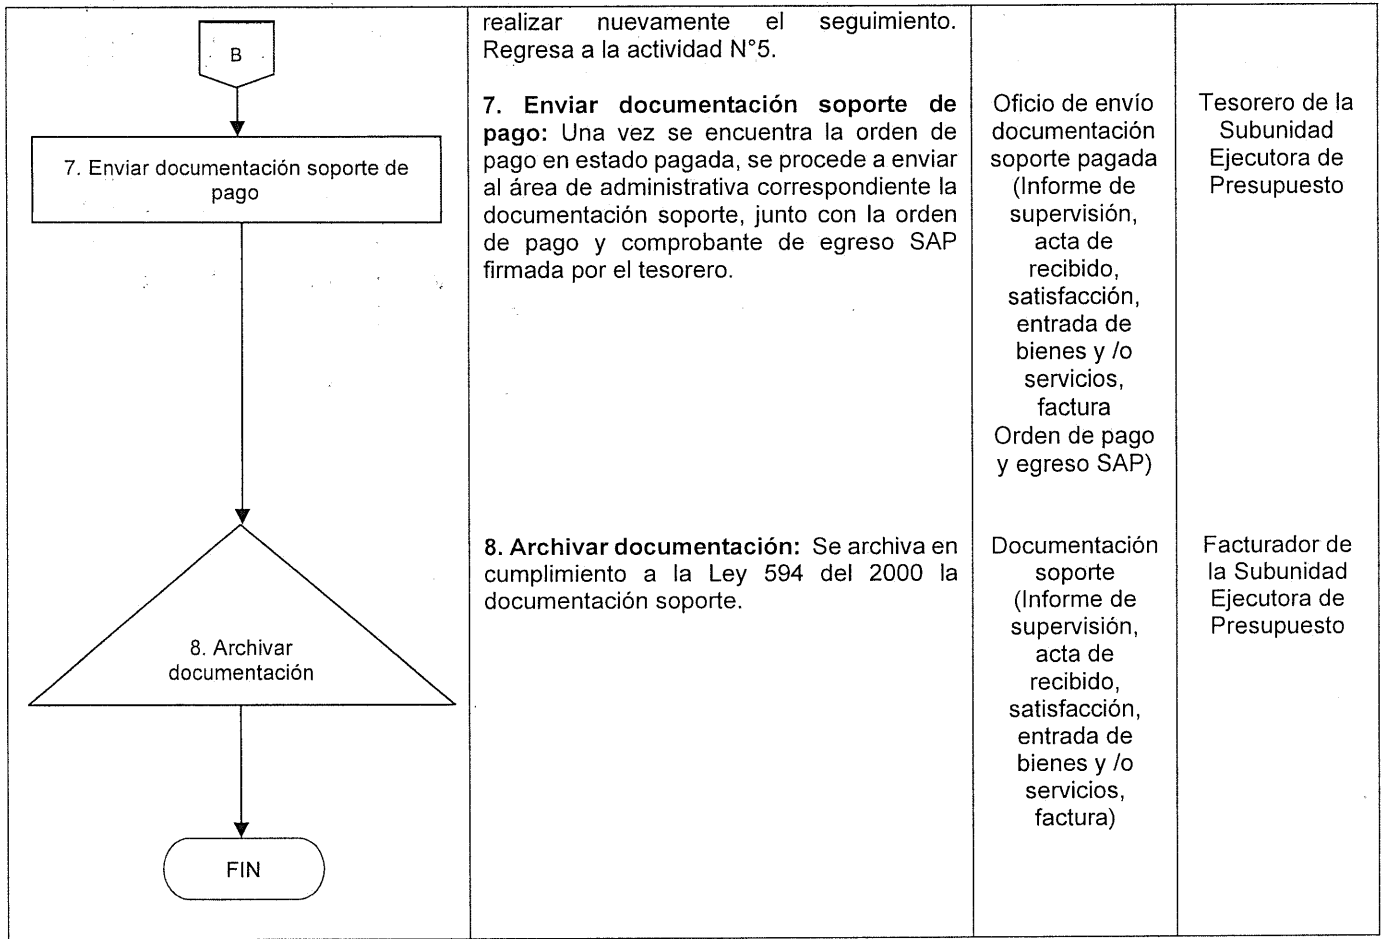 B
7. Enviar documentación soporte de
pago
8. Archivar
documentación
FIN
realizar nuevamente el seguimiento.
Regresa a la actividad N°5.
7. Enviar documentación soporte de
pago: Una vez se encuentra la orden de
pago en estado pagada, se procede a enviar
al área de administrativa correspondiente la
documentación soporte, junto con la orden
de pago y comprobante de egreso SAP
firmada por el tesorero.
Oficio de envío
documentación
soporte pagada
(Informe de
supervisión,
acta de
recibido,
satisfacción,
entrada de
bienes y /o
servicios,
factura
Orden de pago
y egreso SAP)
Tesorero de la
Subunidad
Ejecutora de
Presupuesto
8. Archivar documentación: Se archiva en
cumplimiento a la Ley 594 del 2000 la
documentación soporte.
Documentación
soporte
(Informe de
supervisión,
acta de
recibido,
satisfacción,
entrada de
bienes y /o
servicios,
factura)
Facturador de
la Subunidad
Ejecutora de
Presupuesto